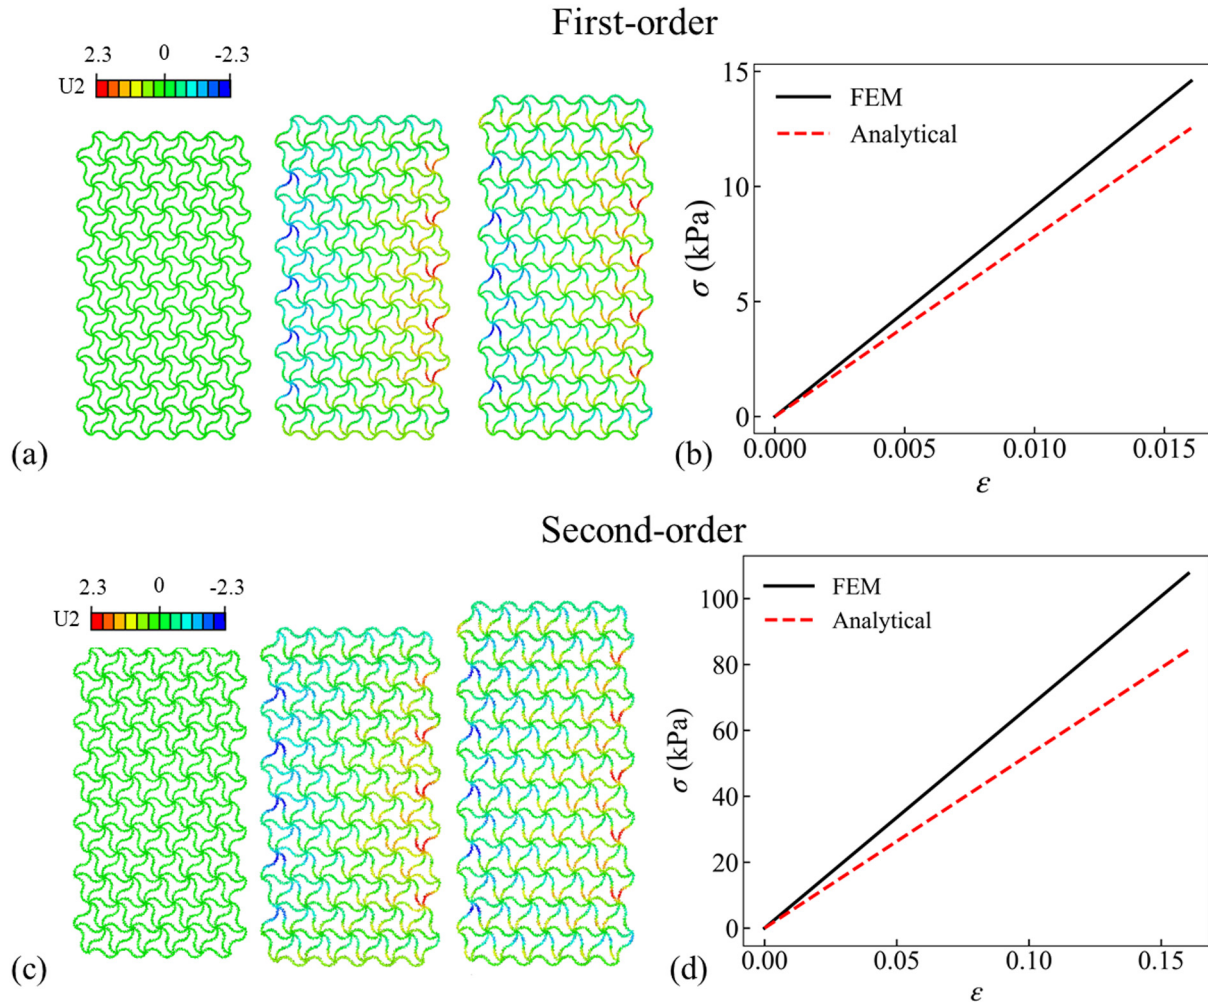 First-order
2.3 0 -2.3
U2
(a)
15
10
5
0
σ (kPa)
FEM
Analytical
0.000 0.005 0.010 0.015
(b)
ε
Second-order
2.3 0 -2.3
U2
(c)
100
80
60
40
20
0
σ (kPa)
FEM
Analytical
0.00 0.05 0.10 0.15
(d)
ε